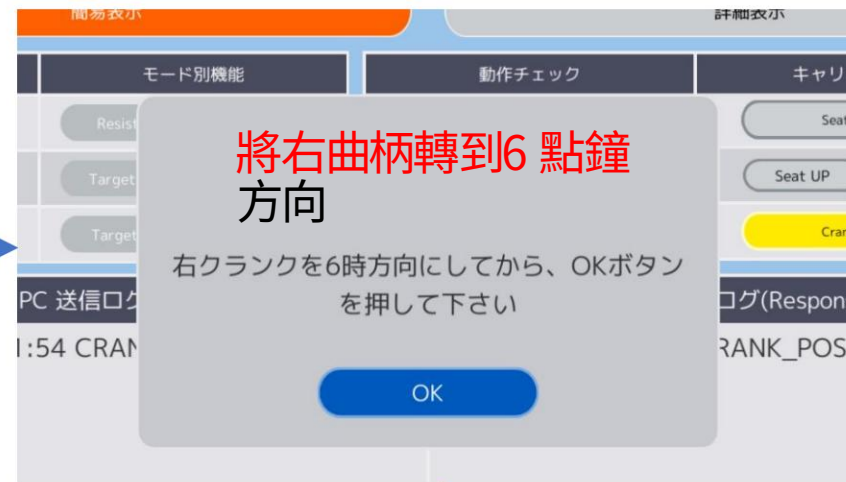 簡易表示
詳細表示
モード別機能
動作チェック
キャリ
Resist
Seat
將右曲柄轉到6 點鐘
Target
Seat UP
方向
Target
Cran
右クランクを6時方向にしてから、OKボタン
PC 送信ログ
ログ(Respon
を押して下さい
:54 CRAN
RANK_POS
OK